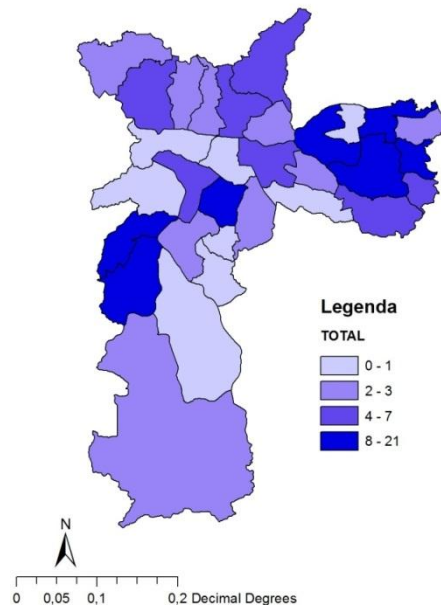 Legenda
TOTAL
0 - 1
2 - 3
4 - 7
8 - 21
N
0 0,05 0,1 0,2 Decimal Degrees